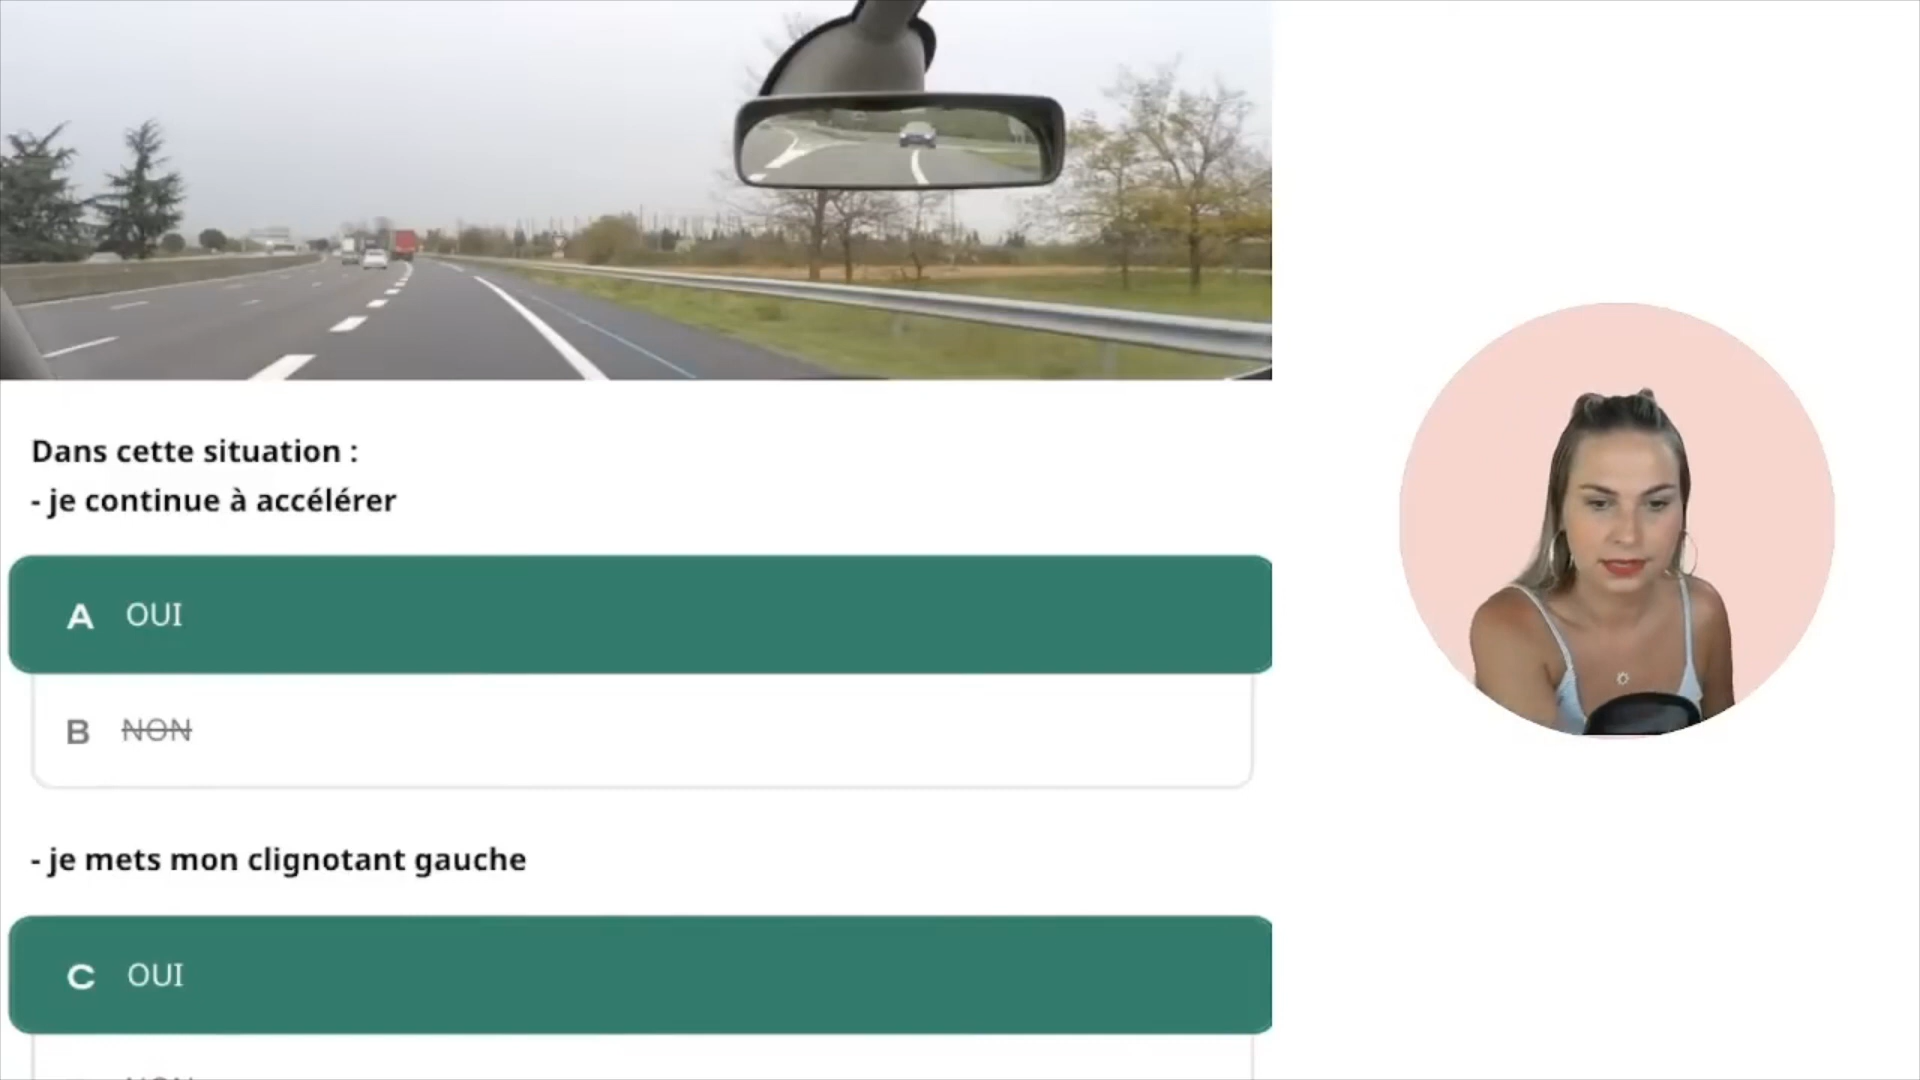 Dans cette situation :
- je continue à accélérer
A OUI
B NON
- je mets mon clignotant gauche
C OUI